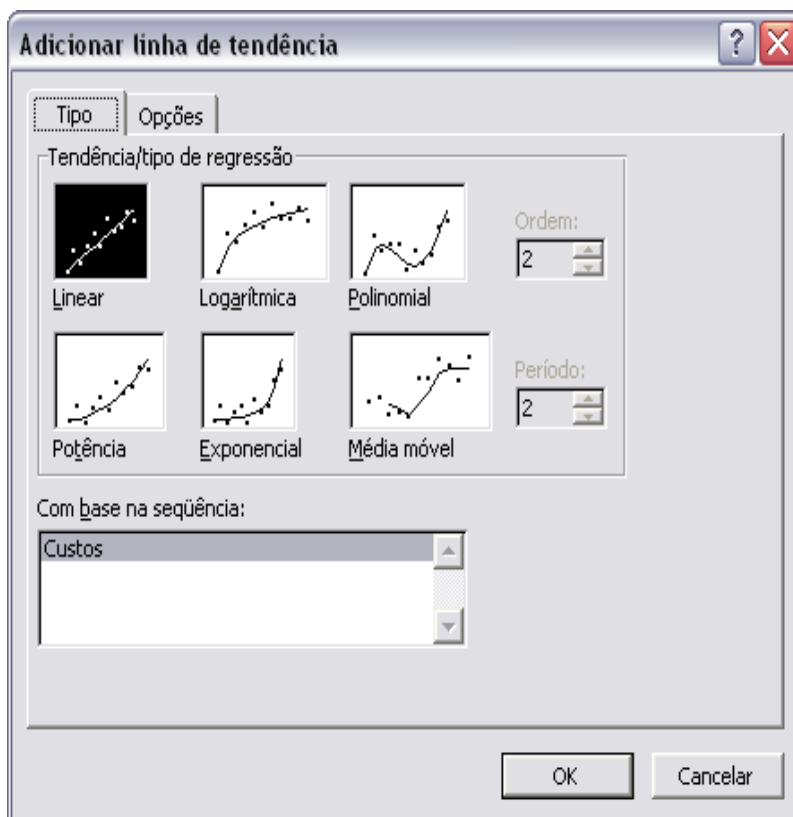 Adicionar linha de tendência
Tipo
Opções
Tendência/tipo de regressão
Linear
Logarítmica
Polinomial
Ordem:
2
Potência
Exponencial
Média móvel
Período:
2
Com base na seqüência:
Custos
OK
Cancelar